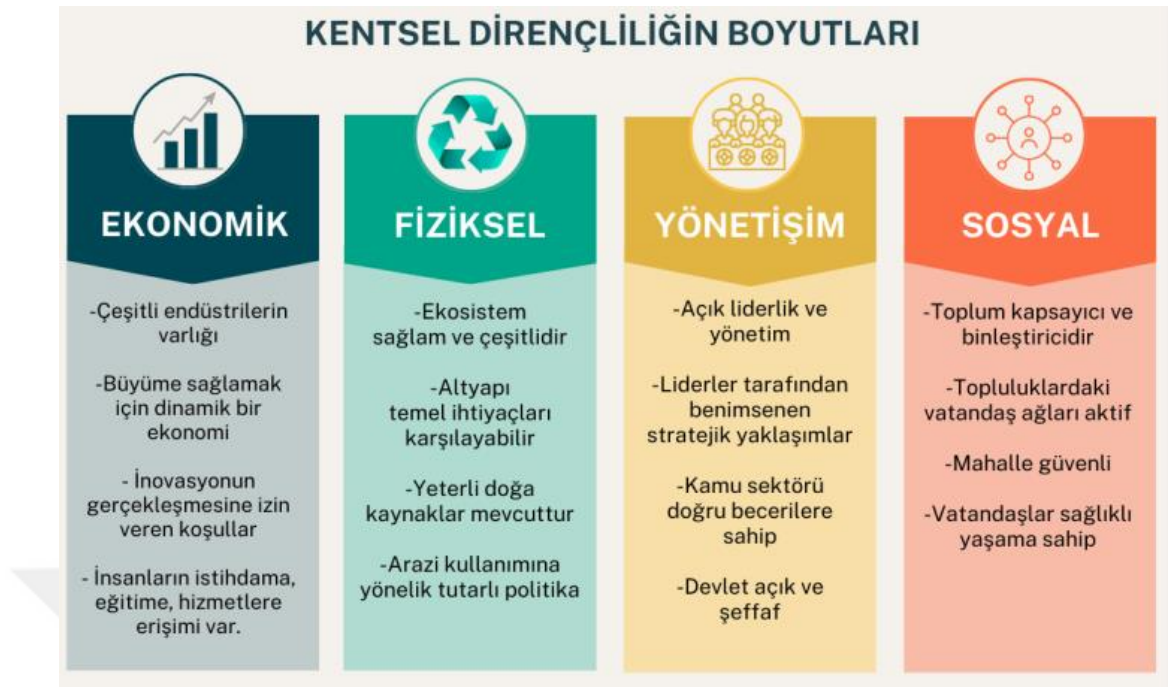 KENTSEL DİRENÇLİLİĞİN BOYUTLARI
EKONOMİK
-Çeşitli endüstrilerin
varlığı
-Büyüme sağlamak
için dinamik bir
ekonomi
- İnovasyonun
gerçekleşmesine izin
veren koşullar
- İnsanların istihdama,
eğitime, hizmetlere
erişimi var.
FİZİKSEL
-Ekosistem
sağlam ve çeşitlidir
-Altyapı
temel ihtiyaçları
karşılayabilir
-Yeterli doğa
kaynaklar mevcuttur
-Arazi kullanımına
yönelik tutarlı politika
YÖNETİŞİM
-Açık liderlik ve
yönetim
-Liderler tarafından
benimsenen
stratejik yaklaşımlar
-Kamu sektörü
doğru becerilere
sahip
-Devlet açık ve
şeffaf
SOSYAL
-Toplum kapsayıcı ve
binleştiricidir
-Topluluklardaki
vatandaş ağları aktif
-Mahalle güvenli
-Vatandaşlar sağlıklı
yaşama sahip